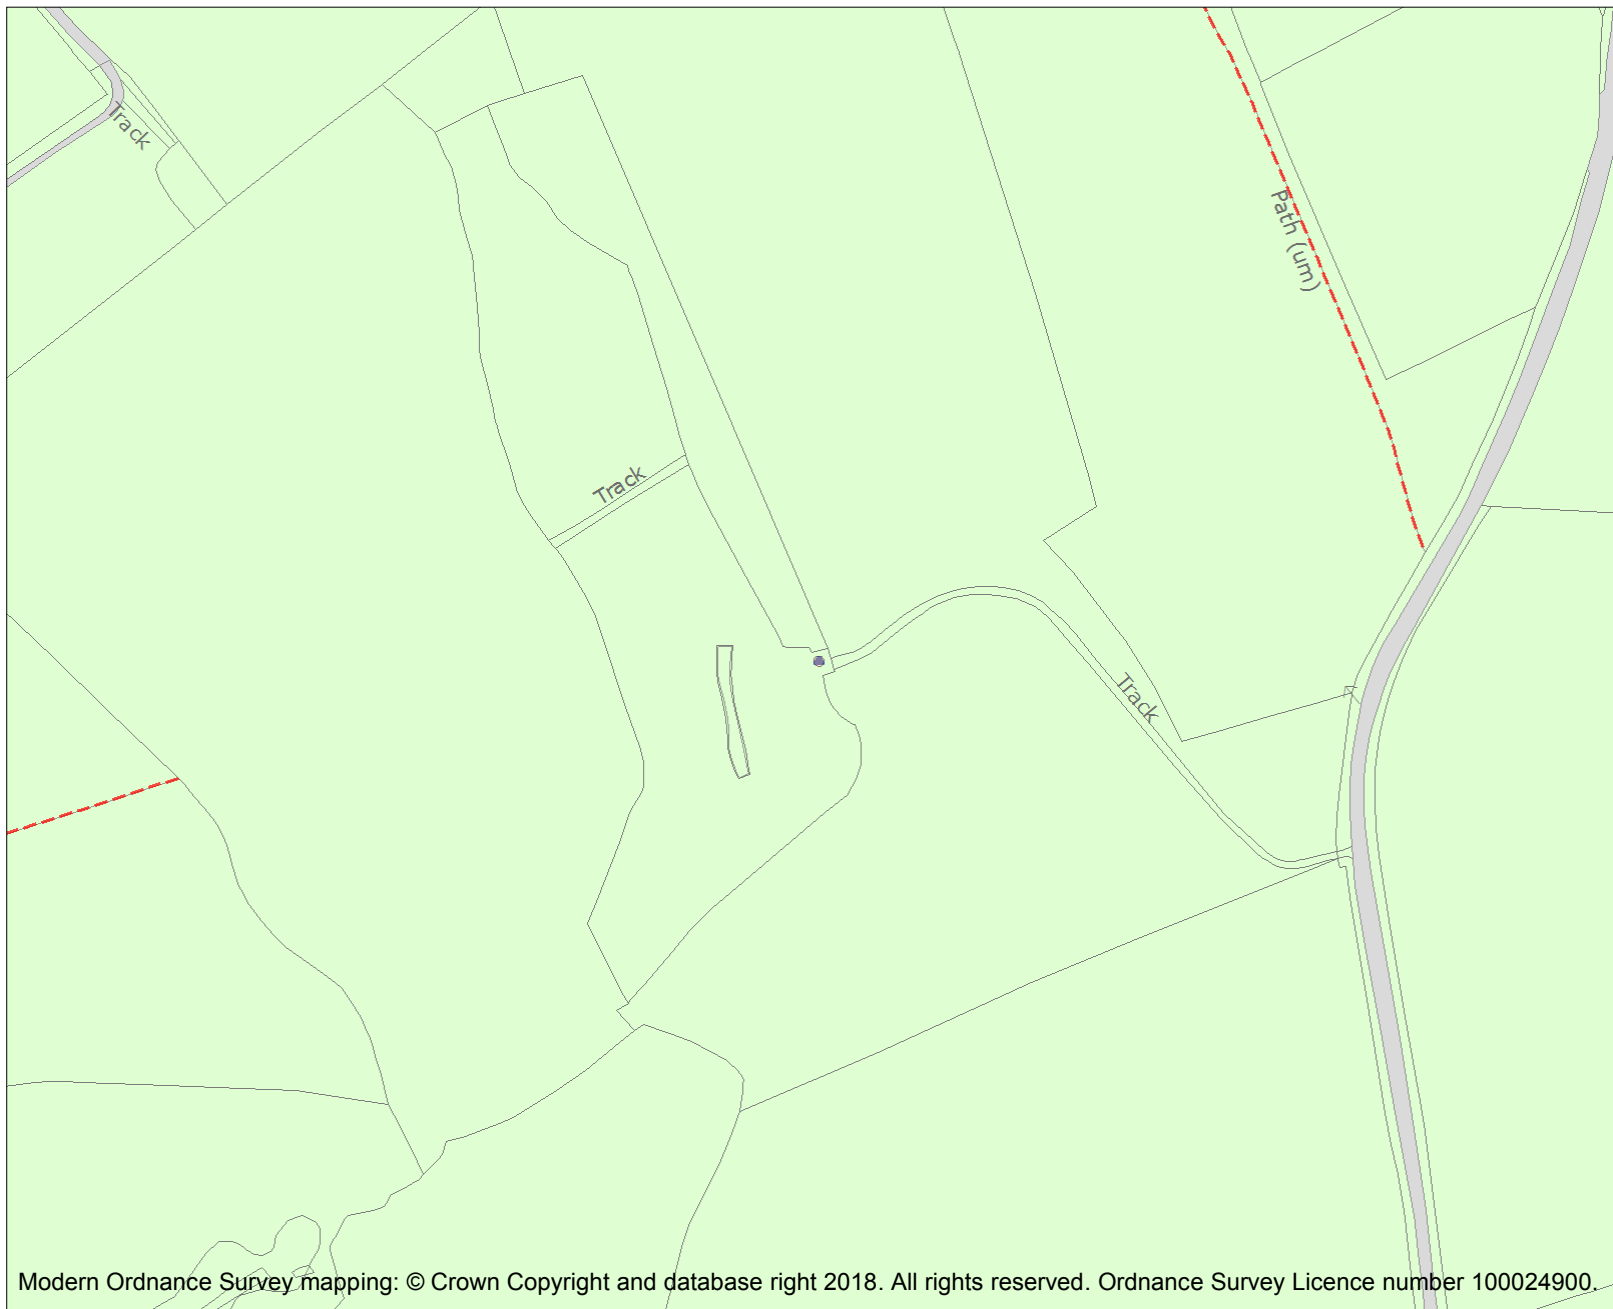 Track
Path (um)
Track
Track
Modern Ordnance Survey mapping: © Crown Copyright and database right 2018. All rights reserved. Ordnance Survey Licence number 100024900.